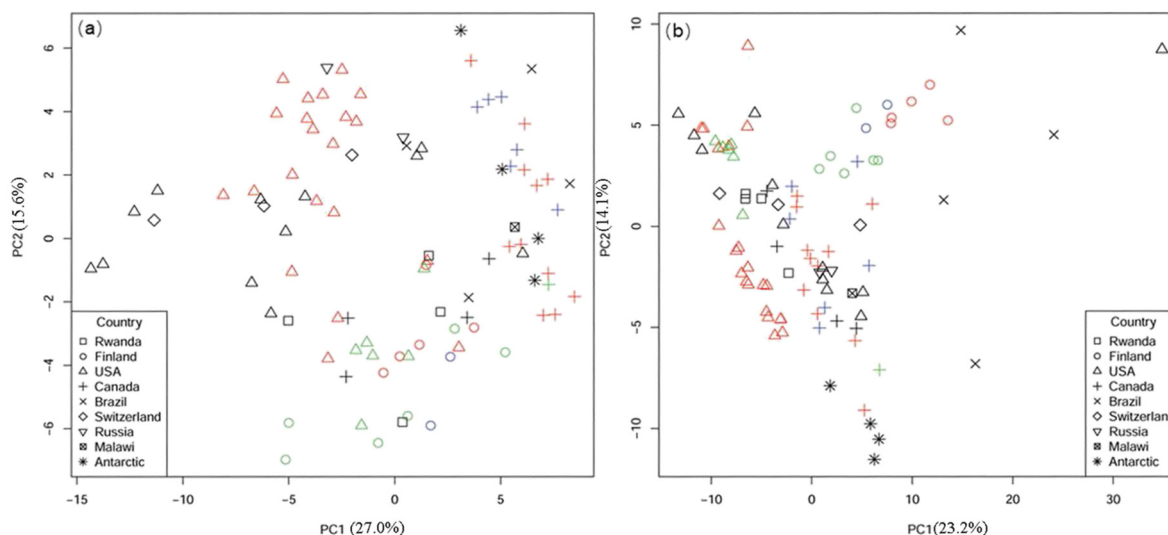 (a)
6
4
2
0
−2
−4
−6
PC2 (15.6%)
Country
Rwanda
Finland
USA
Canada
Brazil
Switzerland
Russia
Malawi
Antarctic
−15 −10 −5 0 5
PC1 (27.0%)
(b)
10
5
0
−5
−10
PC2 (14.1%)
Country
Rwanda
Finland
USA
Canada
Brazil
Switzerland
Russia
Malawi
Antarctic
−10 0 10 20 30
PC1(23.2%)